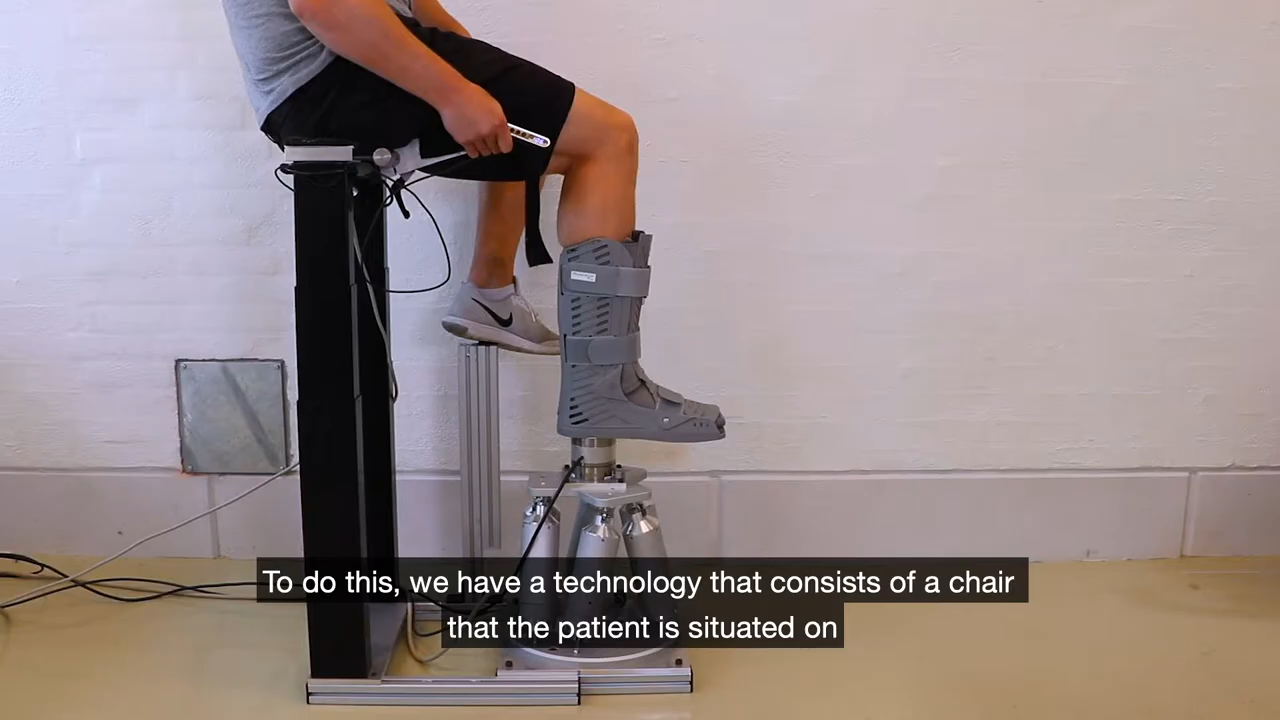 To do this, we have a technology that consists of a chair
that the patient is situated on